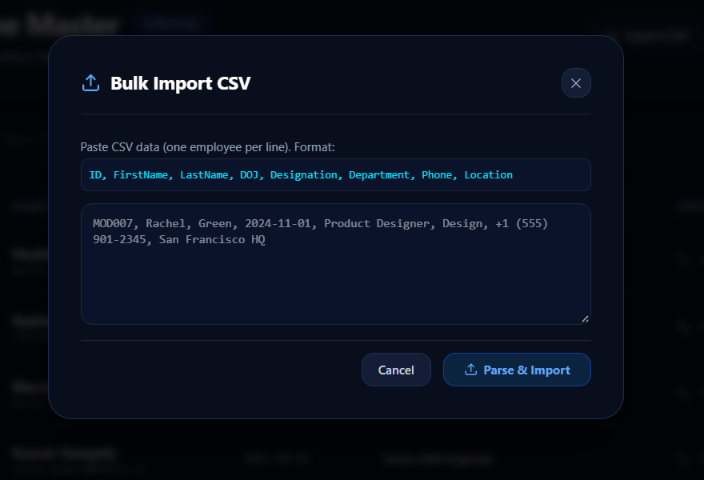 Master
Bulk Import CSV
Paste CSV data (one employee per line). Format:
ID, FirstName, LastName, DOJ, Designation, Department, Phone, Location
MOD007, Rachel, Green, 2024-11-01, Product Designer, Design, +1 (555)
901-2345, San Francisco HQ
Cancel
Parse & Import